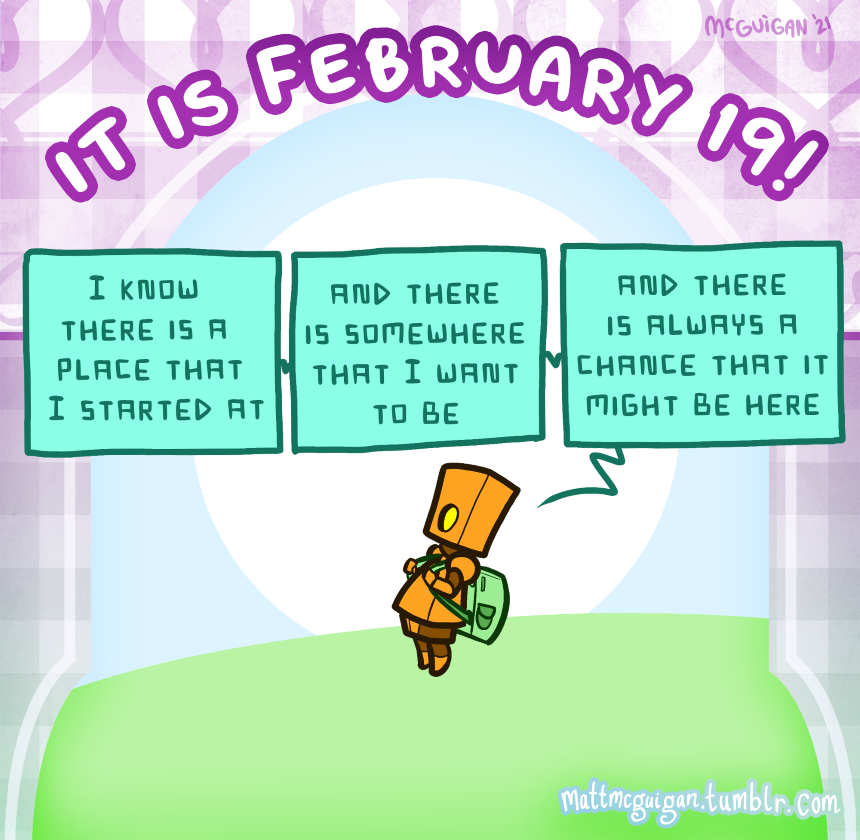 McGUiGAN '21
IT IS FEBRUARY 19!
I KNOW
THERE IS A
PLACE THAT
I STARTED AT
AND THERE
IS SOMEWHERE
THAT I WANT
TO BE
AND THERE
IS ALWAYS A
CHANCE THAT IT
MIGHT BE HERE
mattmcguigan.tumblr.com